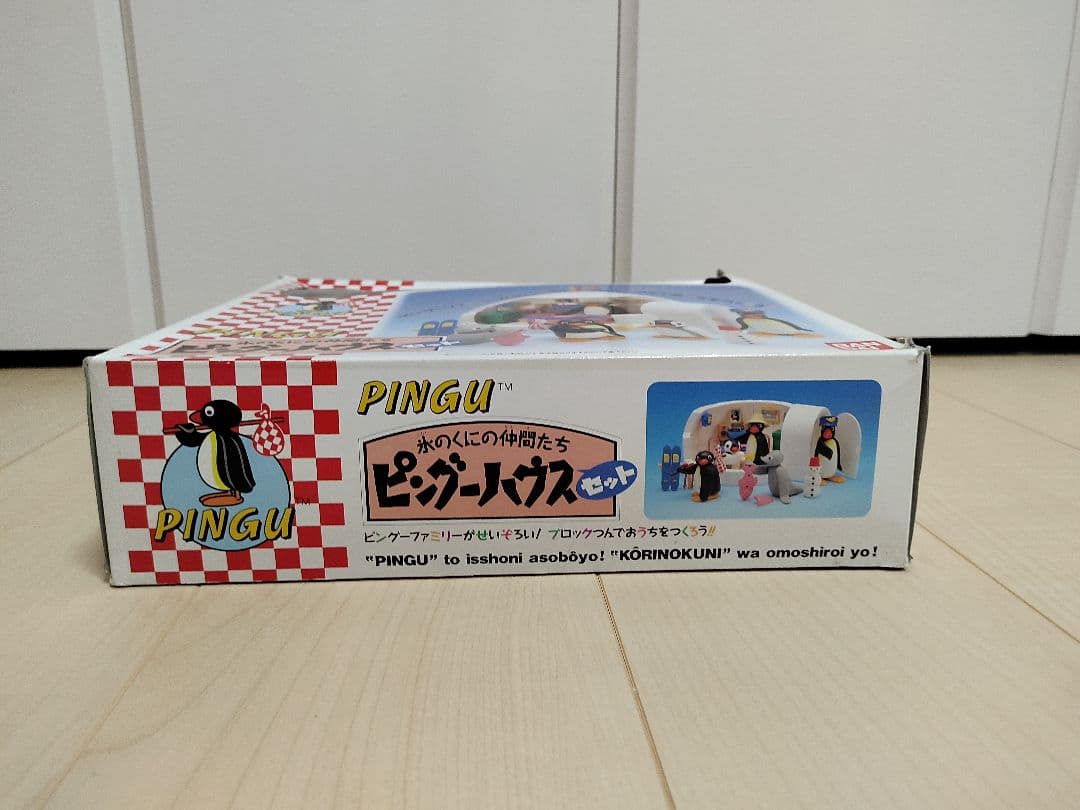 PINGU™
氷のくにの仲間たち
ピングーハウス
セット
ピングーファミリーがせいぞろい! ブロックつんでおうちをつくろう!!
"PINGU" to isshoni asobôyo! "KÔRINOKUNI" wa omoshiroi yo!
PINGU™